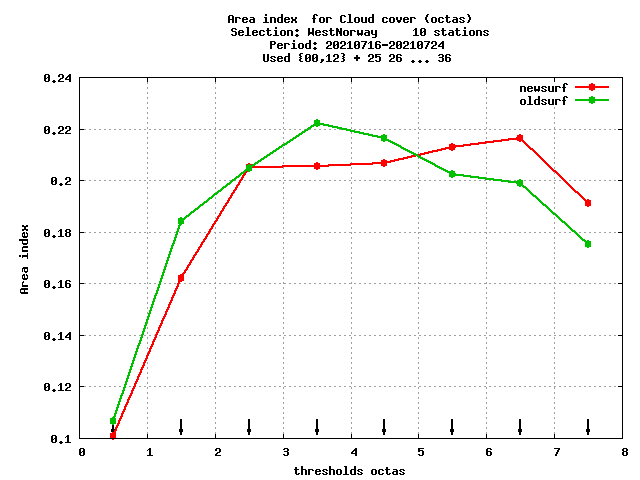 Area index  for Cloud cover (octas)
Selection: WestNorway     10 stations
Period: 20210716-20210724
Used {00,12} + 25 26 ... 36
newsurf
oldsurf
0.24
0.22
0.2
0.18
0.16
0.14
0.12
0.1
Area index
0 1 2 3 4 5 6 7 8
thresholds octas